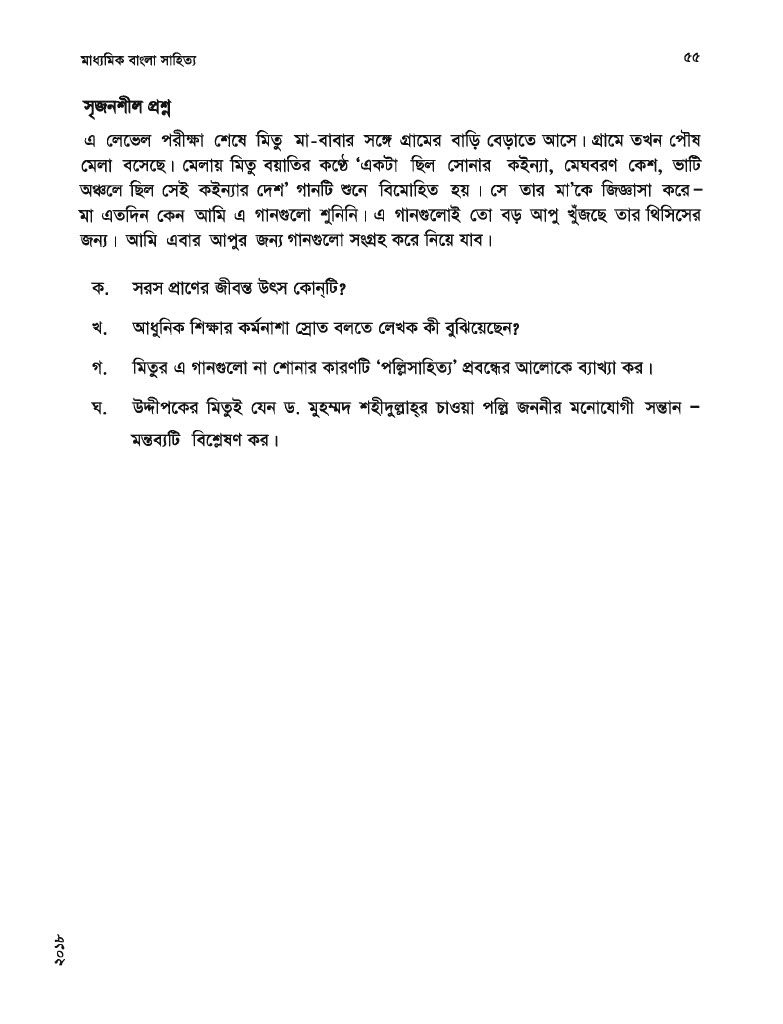 মাধ্যমিক বাংলা সাহিত্য
৫৫
সৃজনশীল প্রশ্ন
এ লেভেল পরীক্ষা শেষে মিতু মা-বাবার সঙ্গে গ্রামের বাড়ি বেড়াতে আসে। গ্রামে তখন পৌষ
মেলা বসেছে। মেলায় মিতু বয়াতির কণ্ঠে ‘একটা ছিল সোনার কইন্যা, মেঘবরণ কেশ, ভাটি
অঞ্চলে ছিল সেই কইন্যার দেশ’ গানটি শুনে বিমোহিত হয় । সে তার মা’কে জিজ্ঞাসা করে –
মা এতদিন কেন আমি এ গানগুলো শুনিনি। এ গানগুলোই তো বড় আপু খুঁজছে তার থিসিসের
জন্য। আমি এবার আপুর জন্য গানগুলো সংগ্রহ করে নিয়ে যাব।
ক. সরস প্রাণের জীবন্ত উৎস কোন্‌টি?
খ. আধুনিক শিক্ষার কর্মনাশা স্রোত বলতে লেখক কী বুঝিয়েছেন?
গ. মিতুর এ গানগুলো না শোনার কারণটি ‘পল্লিসাহিত্য’ প্রবন্ধের আলোকে ব্যাখ্যা কর।
ঘ. উদ্দীপকের মিতুই যেন ড. মুহম্মদ শহীদুল্লাহ্‌র চাওয়া পল্লি জননীর মনোযোগী সন্তান –
মন্তব্যটি বিশ্লেষণ কর।
২০১৮